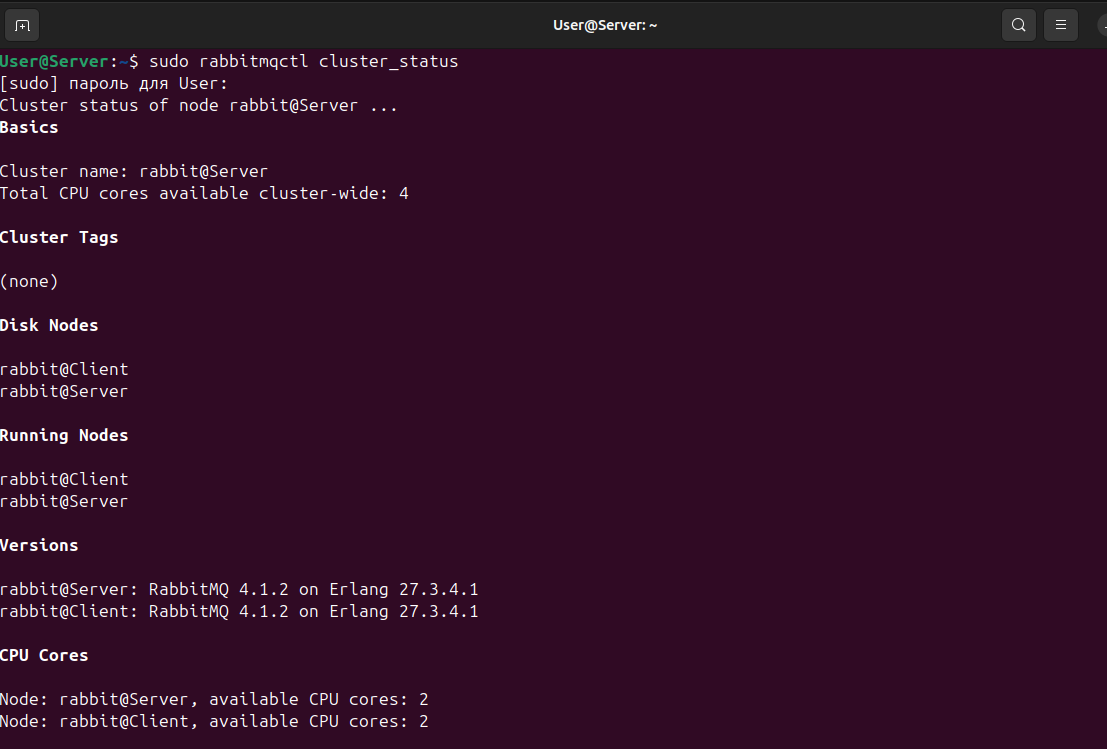 User@Server: ~
User@Server:~$ sudo rabbitmqctl cluster_status
[sudo] пароль для User:
Cluster status of node rabbit@Server ...
Basics
Cluster name: rabbit@Server
Total CPU cores available cluster-wide: 4
Cluster Tags
(none)
Disk Nodes
rabbit@Client
rabbit@Server
Running Nodes
rabbit@Client
rabbit@Server
Versions
rabbit@Server: RabbitMQ 4.1.2 on Erlang 27.3.4.1
rabbit@Client: RabbitMQ 4.1.2 on Erlang 27.3.4.1
CPU Cores
Node: rabbit@Server, available CPU cores: 2
Node: rabbit@Client, available CPU cores: 2